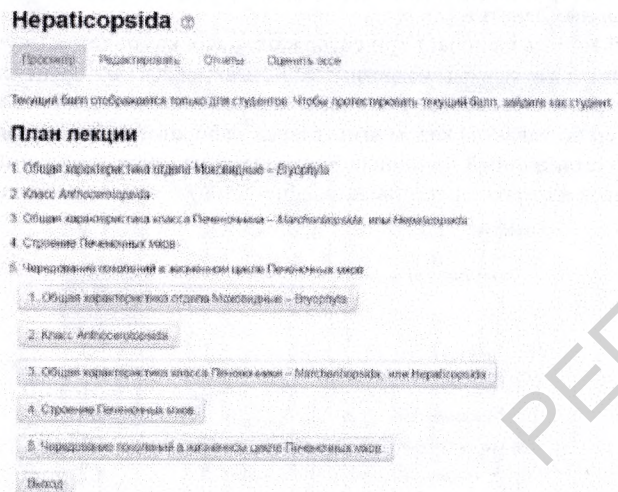 Hepaticopsida
Просмотр Редактировать Отчеты Оценить эссе
Текущий балл отображается только для студентов. Чтобы протестировать текущий балл, зайдите как студент.
План лекции
1. Общая характеристика отдела Моховидные – Bryophyta
2. Класс Anthocerotopsida
3. Общая характеристика класса Печеночники – Marchantiopsida, или Hepaticopsida
4. Строение Печеночных мхов
5. Чередование поколений в жизненном цикле Печеночных мхов
1. Общая характеристика отдела Моховидные – Bryophyta
2. Класс Anthocerotopsida
3. Общая характеристика класса Печеночники – Marchantiopsida, или Hepaticopsida
4. Строение Печеночных мхов
5. Чередование поколений в жизненном цикле Печеночных мхов
Выход